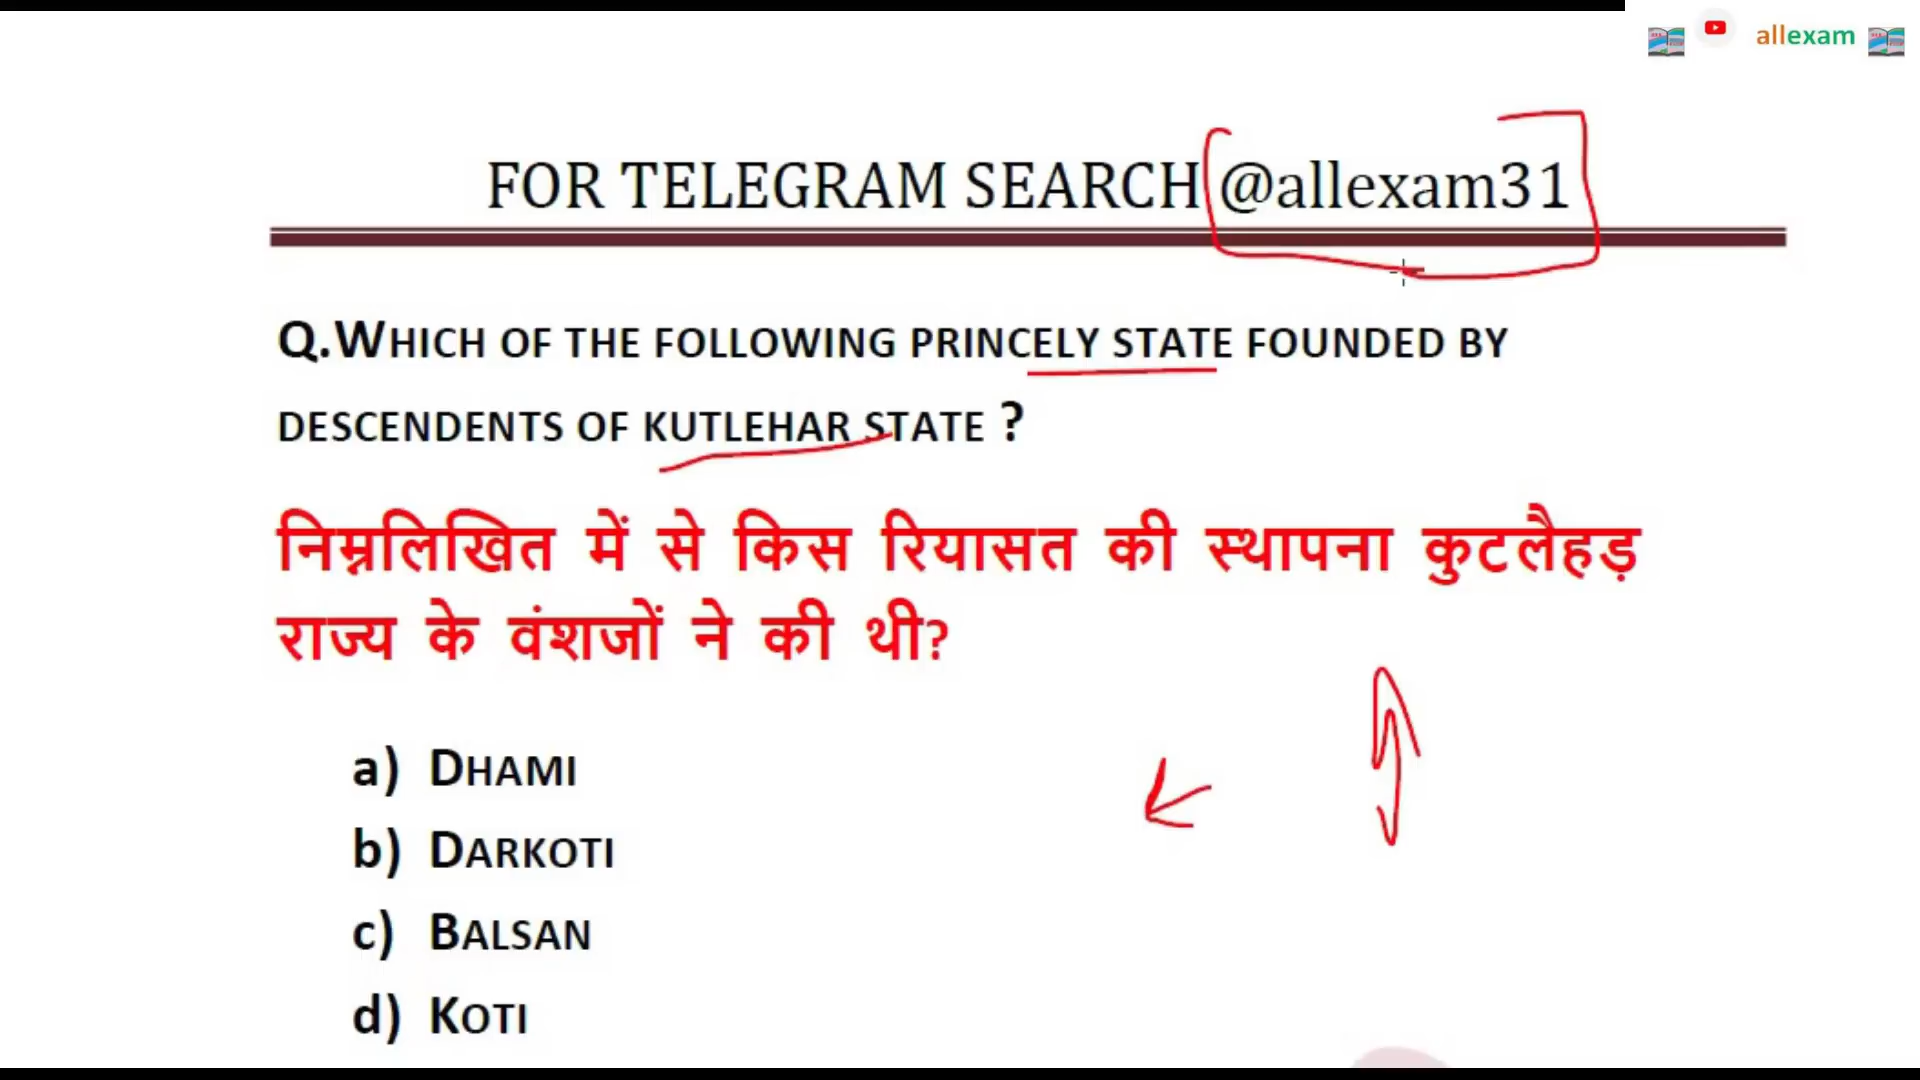 allexam
FOR TELEGRAM SEARCH @allexam31
Q.WHICH OF THE FOLLOWING PRINCELY STATE FOUNDED BY
DESCENDENTS OF KUTLEHAR STATE ?
निम्नलिखित में से किस रियासत की स्थापना कुटलैहड़
राज्य के वंशजों ने की थी?
a) DHAMI
b) DARKOTI
c) BALSAN
d) KOTI